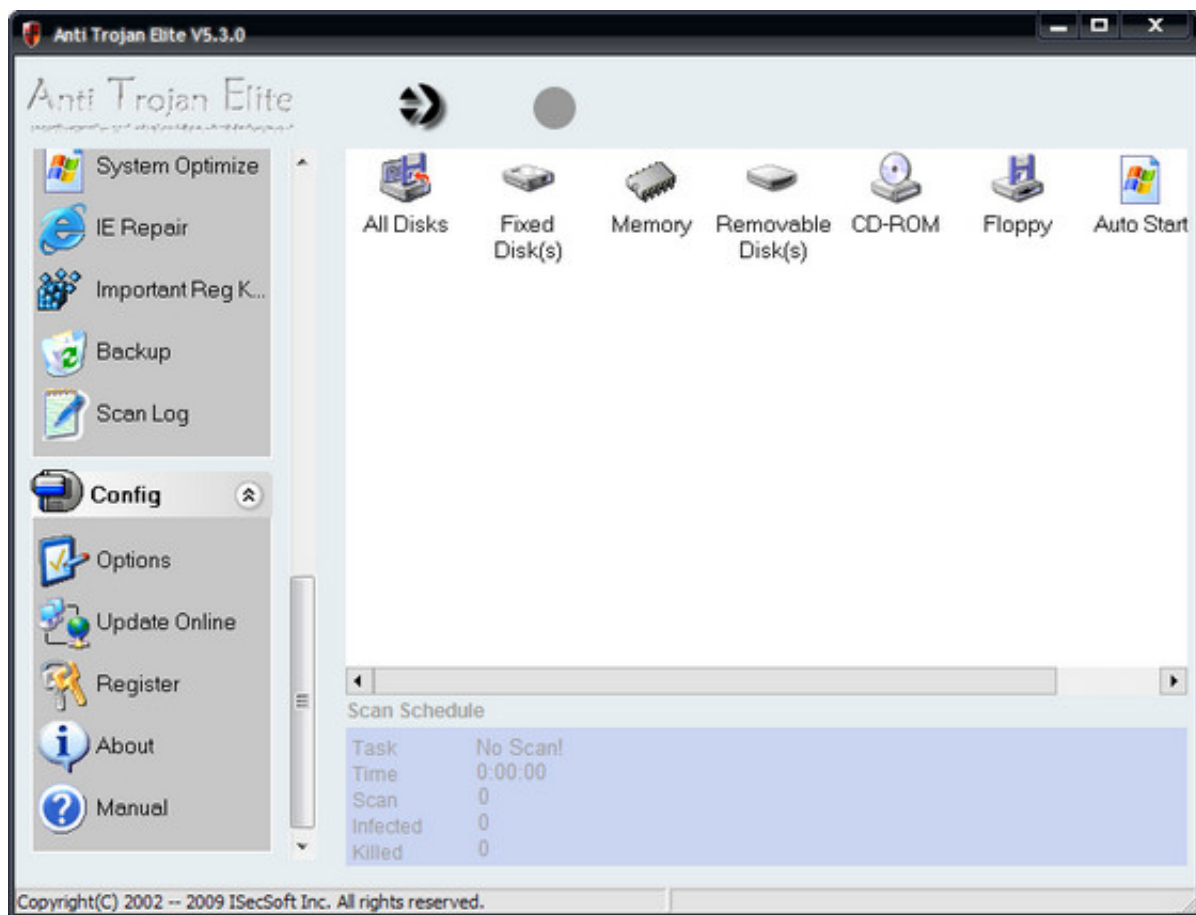 Anti Trojan Elite V5.3.0
Anti Trojan Elite
System Optimize
IE Repair
Important Reg K...
Backup
Scan Log
Config
Options
Update Online
Register
About
Manual
All Disks
Fixed
Disk(s)
Memory
Removable
Disk(s)
CD-ROM
Floppy
Auto Start
Scan Schedule
Task No Scan!
Time 0:00:00
Scan 0
Infected 0
Killed 0
Copyright(C) 2002 -- 2009 ISecSoft Inc. All rights reserved.